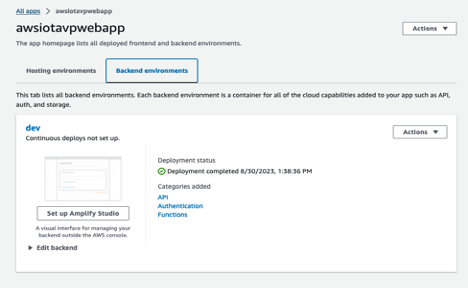 All apps > awsiotavpwebapp
awsiotavpwebapp
Actions ▼
The app homepage lists all deployed frontend and backend environments.
Hosting environments Backend environments
This tab lists all backend environments. Each backend environment is a container for all of the cloud capabilities added to your app such as API,
auth, and storage.
dev
Continuous deploys not set up.
Actions ▼
Deployment status
Deployment completed 8/30/2023, 1:38:36 PM
Categories added
API
Authentication
Functions
Set up Amplify Studio
A visual interface for managing your
backend outside the AWS console.
▶ Edit backend